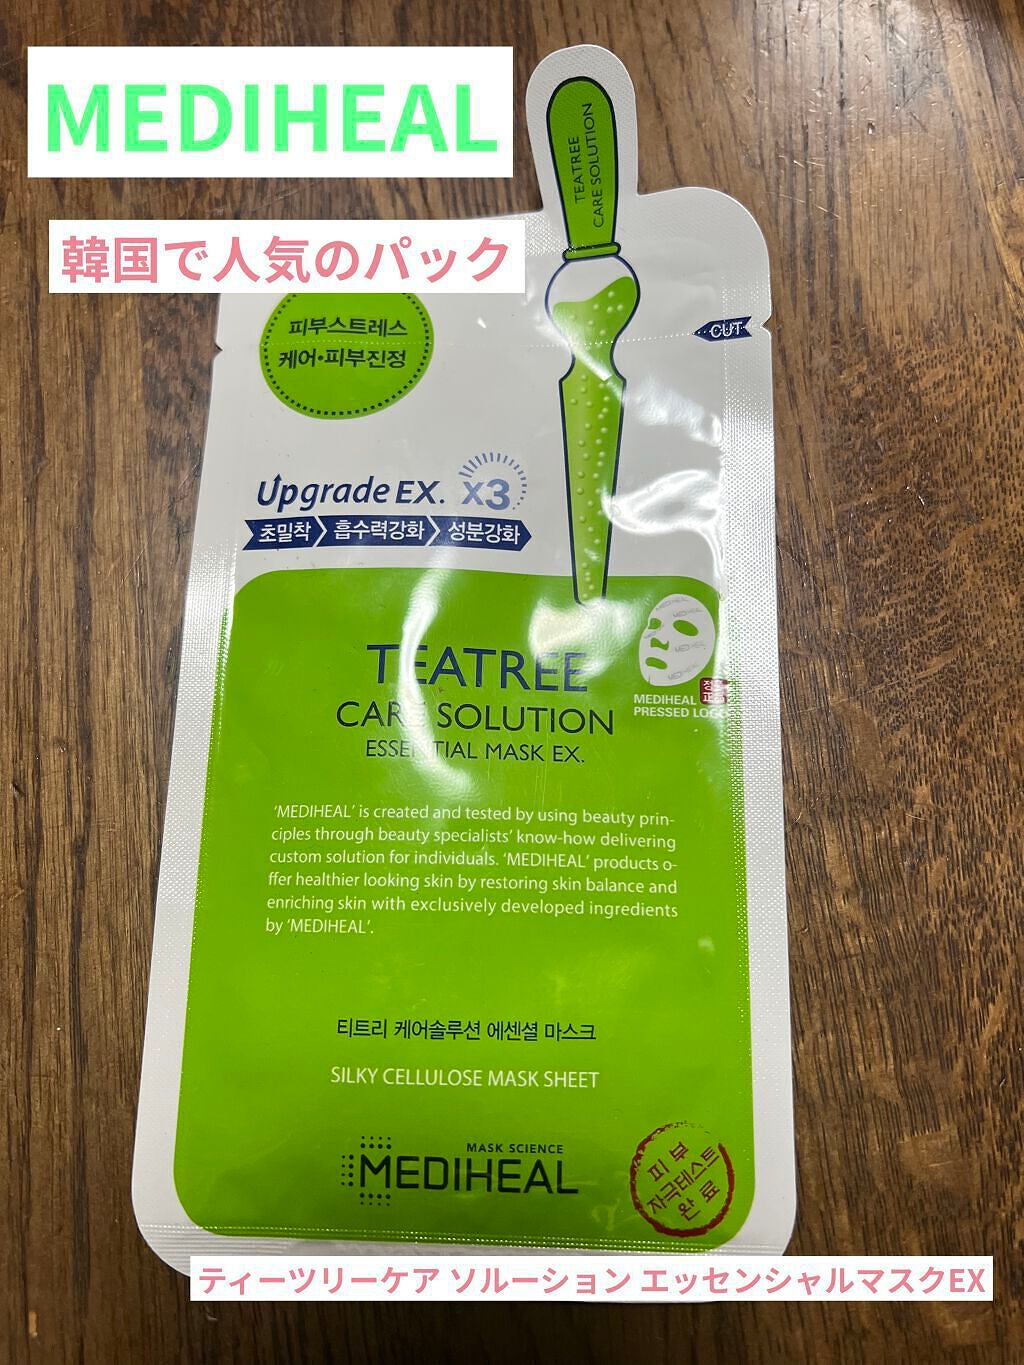 MEDIHEAL
韓国で人気のパック
TEATREE
CARE SOLUTION
피부스트레스
케어•피부진정
CUT
Upgrade EX. x3
초밀착 흡수력강화 성분강화
MEDIHEAL
PRESSED LOGO
TEATREE
CARE SOLUTION
ESSENTIAL MASK EX.
'MEDIHEAL' is created and tested by using beauty prin-
ciples through beauty specialists' know-how delivering
custom solution for individuals. 'MEDIHEAL' products o-
ffer healthier looking skin by restoring skin balance and
enriching skin with exclusively developed ingredients
by 'MEDIHEAL'.
티트리 케어솔루션 에센셜 마스크
SILKY CELLULOSE MASK SHEET
MASK SCIENCE
MEDIHEAL
피부
자극테스트
완료
ティーツリーケア ソルーション エッセンシャルマスクEX